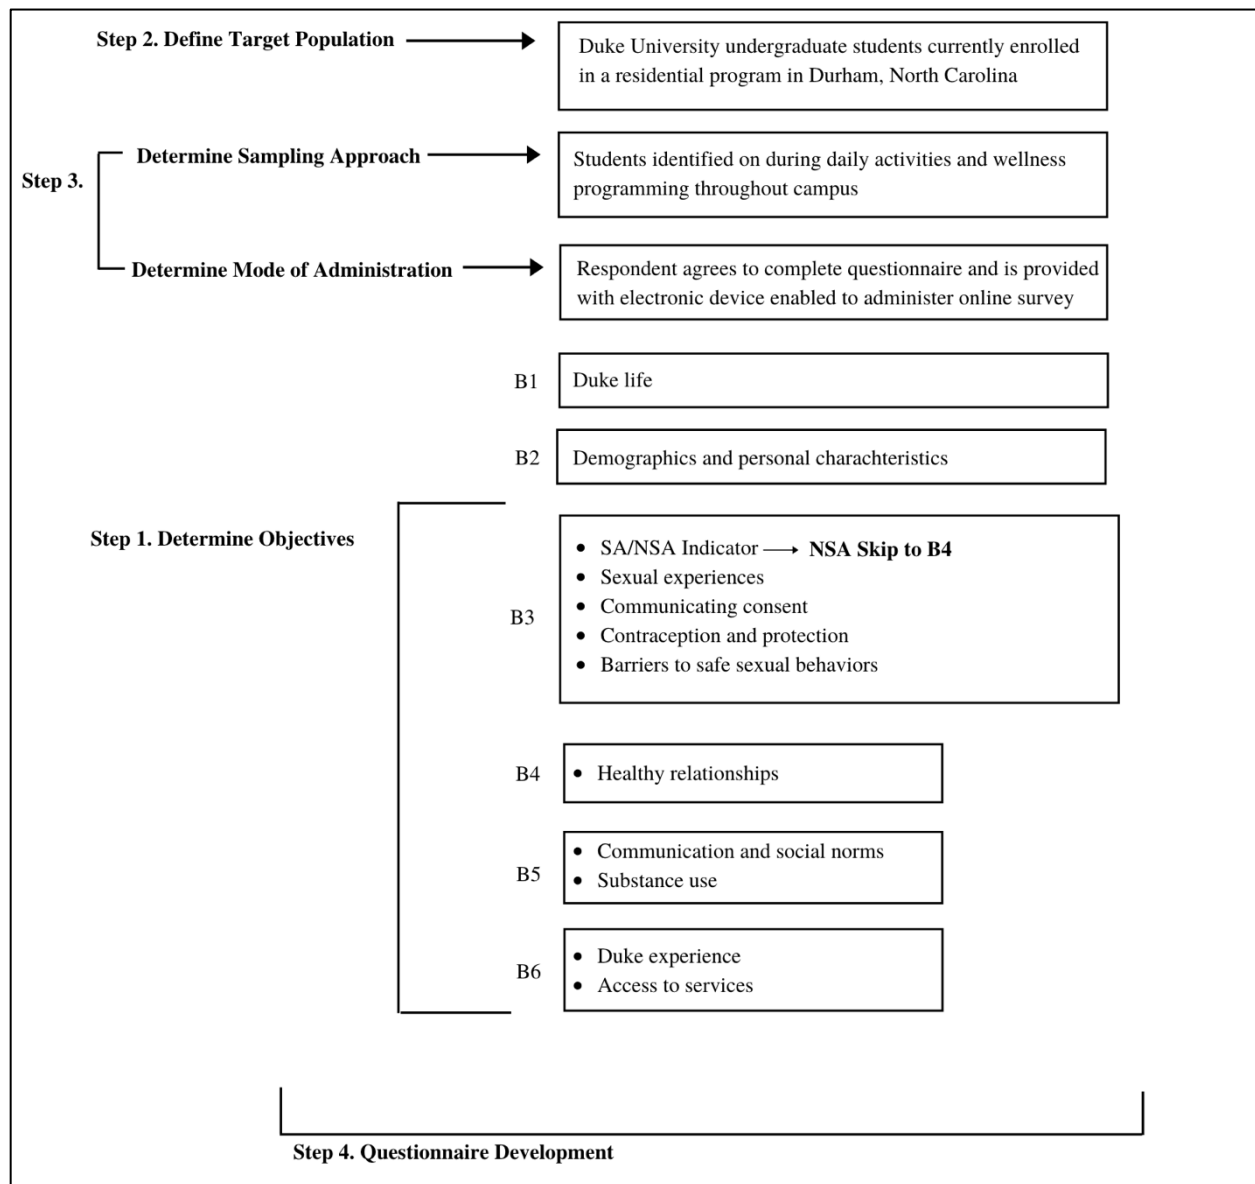 Step 2. Define Target Population
Duke University undergraduate students currently enrolled
in a residential program in Durham, North Carolina
Step 3.
Determine Sampling Approach
Students identified on during daily activities and wellness
programming throughout campus
Determine Mode of Administration
Respondent agrees to complete questionnaire and is provided
with electronic device enabled to administer online survey
B1
Duke life
B2
Demographics and personal charachteristics
Step 1. Determine Objectives
B3
• SA/NSA Indicator → NSA Skip to B4
• Sexual experiences
• Communicating consent
• Contraception and protection
• Barriers to safe sexual behaviors
B4
• Healthy relationships
B5
• Communication and social norms
• Substance use
B6
• Duke experience
• Access to services
Step 4. Questionnaire Development